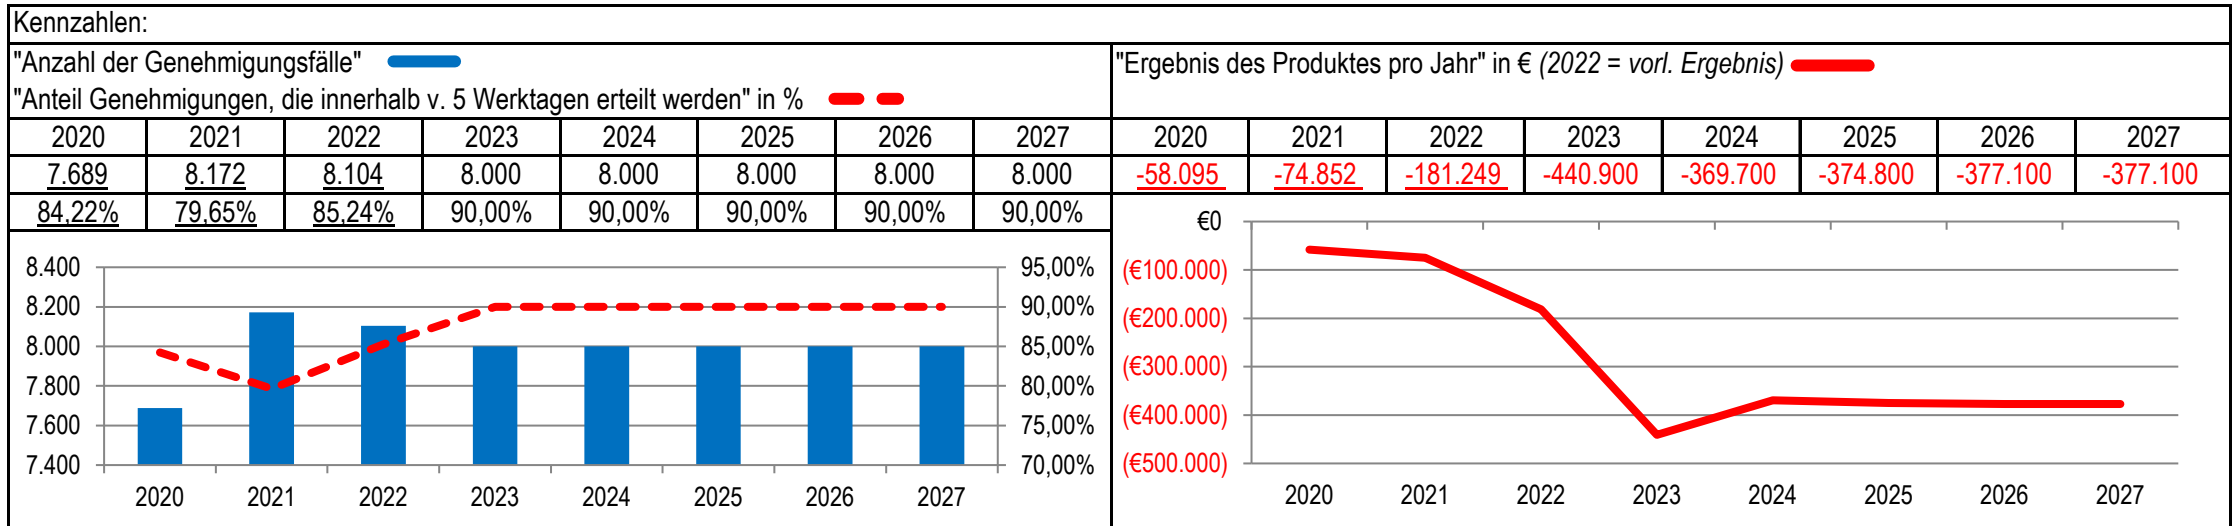 Kennzahlen:
"Anzahl der Genehmigungsfälle"
"Anteil Genehmigungen, die innerhalb v. 5 Werktagen erteilt werden" in %
2020 2021 2022 2023 2024 2025 2026 2027
7.689 8.172 8.104 8.000 8.000 8.000 8.000 8.000
84,22% 79,65% 85,24% 90,00% 90,00% 90,00% 90,00% 90,00%
8.400 95,00%
8.200 90,00%
8.000 85,00%
7.800 80,00%
7.600 75,00%
7.400 70,00%
2020 2021 2022 2023 2024 2025 2026 2027
"Ergebnis des Produktes pro Jahr" in € (2022 = vorl. Ergebnis)
2020 2021 2022 2023 2024 2025 2026 2027
-58.095 -74.852 -181.249 -440.900 -369.700 -374.800 -377.100 -377.100
€0
(€100.000)
(€200.000)
(€300.000)
(€400.000)
(€500.000)
2020 2021 2022 2023 2024 2025 2026 2027